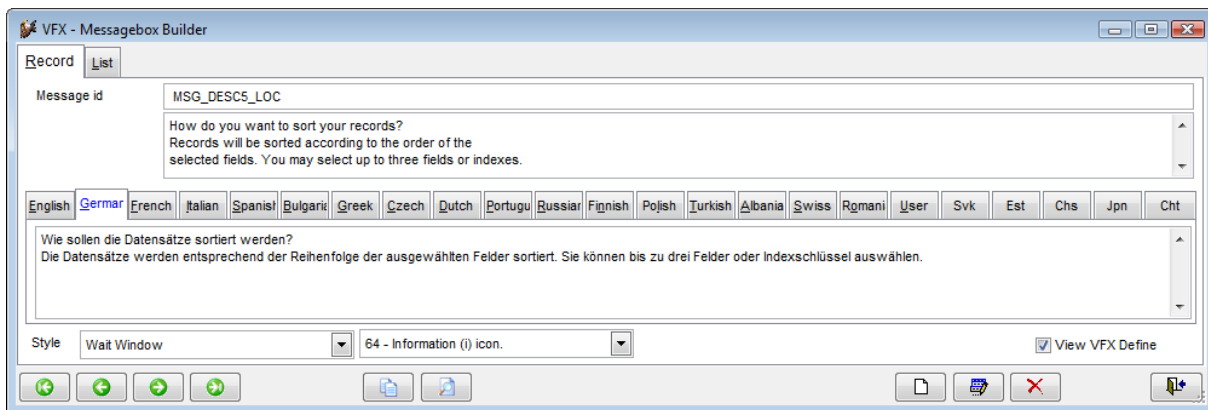 VFX - Messagebox Builder
Record List
Message id MSG_DESC5_LOC
How do you want to sort your records?
Records will be sorted according to the order of the
selected fields. You may select up to three fields or indexes.
English Germar French Italian Spanish Bulgaria Greek Czech Dutch Portugu Russiar Finnish Polish Turkish Albania Swiss Romani User Svk Est Chs Jpn Cht
Wie sollen die Datensätze sortiert werden?
Die Datensätze werden entsprechend der Reihenfolge der ausgewählten Felder sortiert. Sie können bis zu drei Felder oder Indexschlüssel auswählen.
Style Wait Window 64 - Information (i) icon. View VFX Define